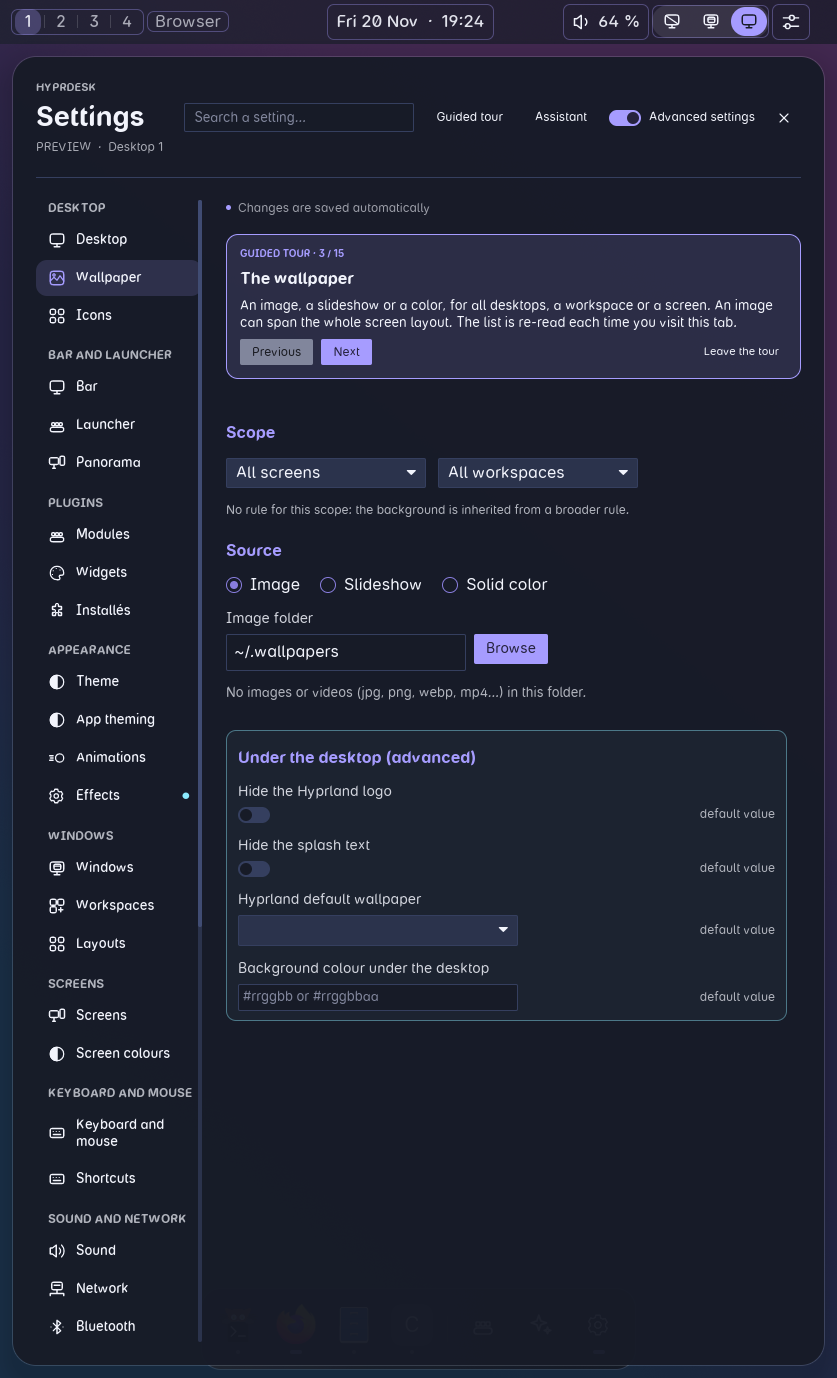 1 2 3 4 Browser
Fri 20 Nov · 19:24
64 %
HYPRDESK
Settings
PREVIEW · Desktop 1
Search a setting...
Guided tour
Assistant
Advanced settings
DESKTOP
Desktop
Wallpaper
Icons
BAR AND LAUNCHER
Bar
Launcher
Panorama
PLUGINS
Modules
Widgets
Installés
APPEARANCE
Theme
App theming
Animations
Effects
WINDOWS
Windows
Workspaces
Layouts
SCREENS
Screens
Screen colours
KEYBOARD AND MOUSE
Keyboard and
mouse
Shortcuts
SOUND AND NETWORK
Sound
Network
Bluetooth
Changes are saved automatically
GUIDED TOUR · 3 / 15
The wallpaper
An image, a slideshow or a color, for all desktops, a workspace or a screen. An image
can span the whole screen layout. The list is re-read each time you visit this tab.
Previous
Next
Leave the tour
Scope
All screens
All workspaces
No rule for this scope: the background is inherited from a broader rule.
Source
Image
Slideshow
Solid color
Image folder
~/.wallpapers
Browse
No images or videos (jpg, png, webp, mp4...) in this folder.
Under the desktop (advanced)
Hide the Hyprland logo
default value
Hide the splash text
default value
Hyprland default wallpaper
default value
Background colour under the desktop
#rrggbb or #rrggbbaa
default value